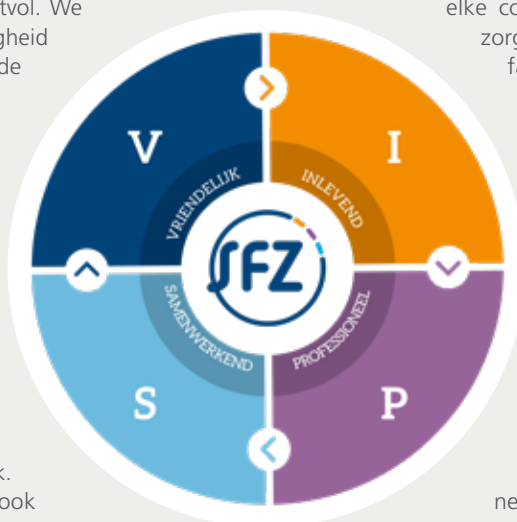 tvol. We
elke co
gheid
zorg
de
fa
V
I
VRIENDELIJK
INLEVEND
SFZ
SAMENWERKEND
PROFESSIONEEL
S
P
k.
ook
ne